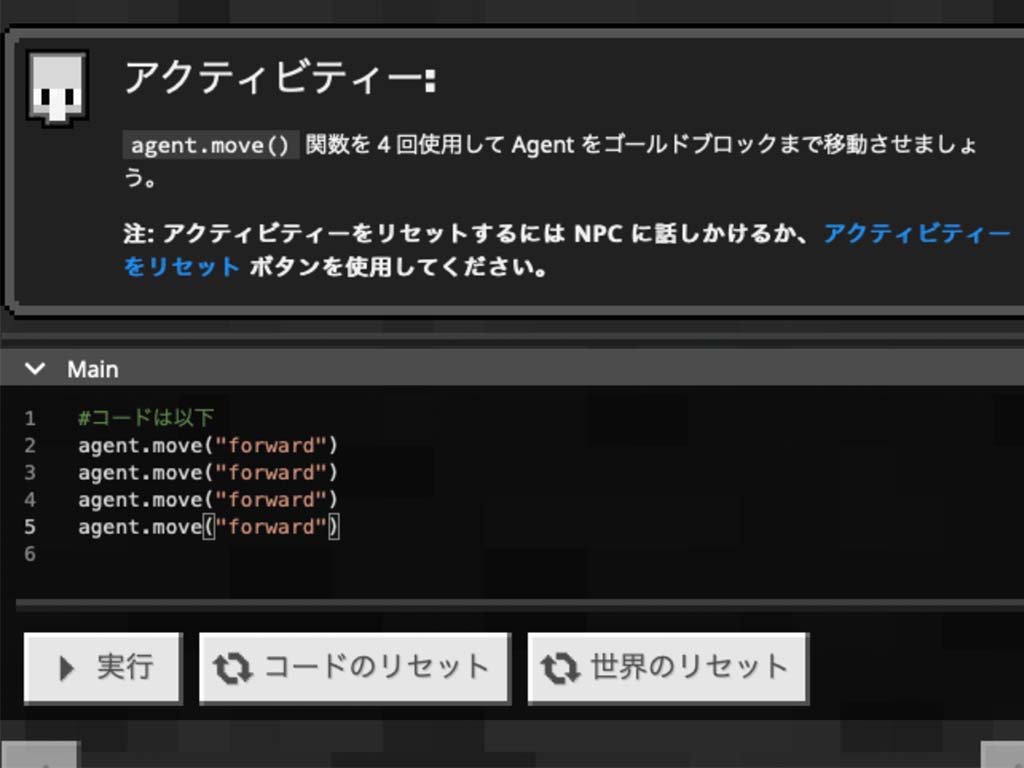 アクティビティー:
agent.move() 関数を 4 回使用して Agent をゴールドブロックまで移動させましょ
う。
注: アクティビティーをリセットするには NPC に話しかけるか、アクティビティー
をリセット ボタンを使用してください。
Main
1 #コードは以下
2 agent.move("forward")
3 agent.move("forward")
4 agent.move("forward")
5 agent.move("forward")
6
実行 コードのリセット 世界のリセット